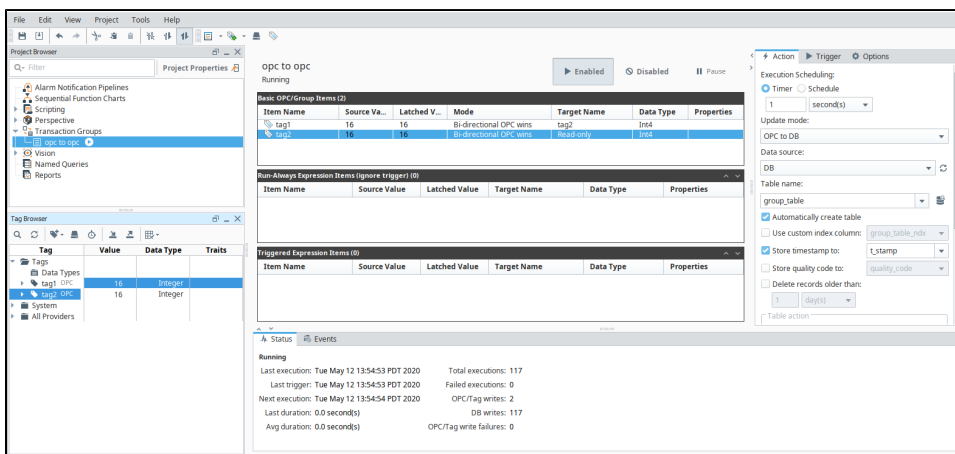 File Edit View Project Tools Help
Project Browser
Filter
Project Properties
Alarm Notification Pipelines
Sequential Function Charts
Scripting
Perspective
Transaction Groups
opc to opc
Vision
Named Queries
Reports
Tag Browser
Tag Value Data Type Traits
Tags
Data Types
tag1 OPC 16 Integer
tag2 OPC 16 Integer
System
All Providers
opc to opc
Running
Enabled Disabled Pause
Basic OPC/Group Items (2)
Item Name Source Va... Latched V... Mode Target Name Data Type Properties
tag1 16 16 Bi-directional OPC wins tag2 Int4
tag2 16 16 Bi-directional OPC wins Read-only Int4
Run-Always Expression Items (ignore trigger) (0)
Item Name Source Value Latched Value Target Name Data Type Properties
Triggered Expression Items (0)
Item Name Source Value Latched Value Target Name Data Type Properties
Status Events
Running
Last execution: Tue May 12 13:54:53 PDT 2020 Total executions: 117
Last trigger: Tue May 12 13:54:53 PDT 2020 Failed executions: 0
Next execution: Tue May 12 13:54:54 PDT 2020 OPC/Tag writes: 2
Last duration: 0.0 second(s) DB writes: 117
Avg duration: 0.0 second(s) OPC/Tag write failures: 0
Action Trigger Options
Execution Scheduling:
Timer Schedule
1 second(s)
Update mode:
OPC to DB
Data source:
DB
Table name:
group_table
Automatically create table
Use custom index column: group_table_ndx
Store timestamp to: t_stamp
Store quality code to: quality_code
Delete records older than:
1 day(s)
Table action